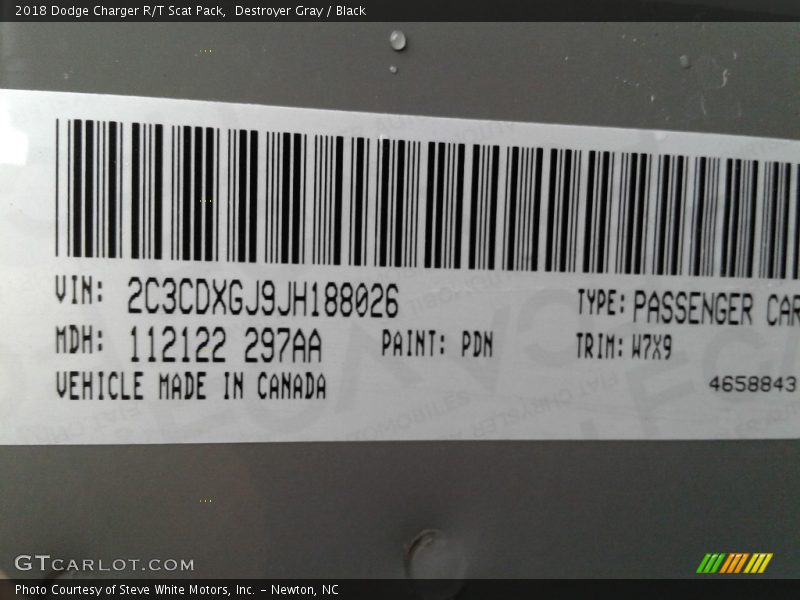 2018 Dodge Charger R/T Scat Pack,  Destroyer Gray / Black
VIN: 2C3CDXGJ9JH188026
TYPE: PASSENGER CAR
MDH: 112122 297AA
PAINT: PDN
TRIM: W7X9
VEHICLE MADE IN CANADA
4658843
GTCARLOT.COM
Photo Courtesy of Steve White Motors, Inc. – Newton, NC